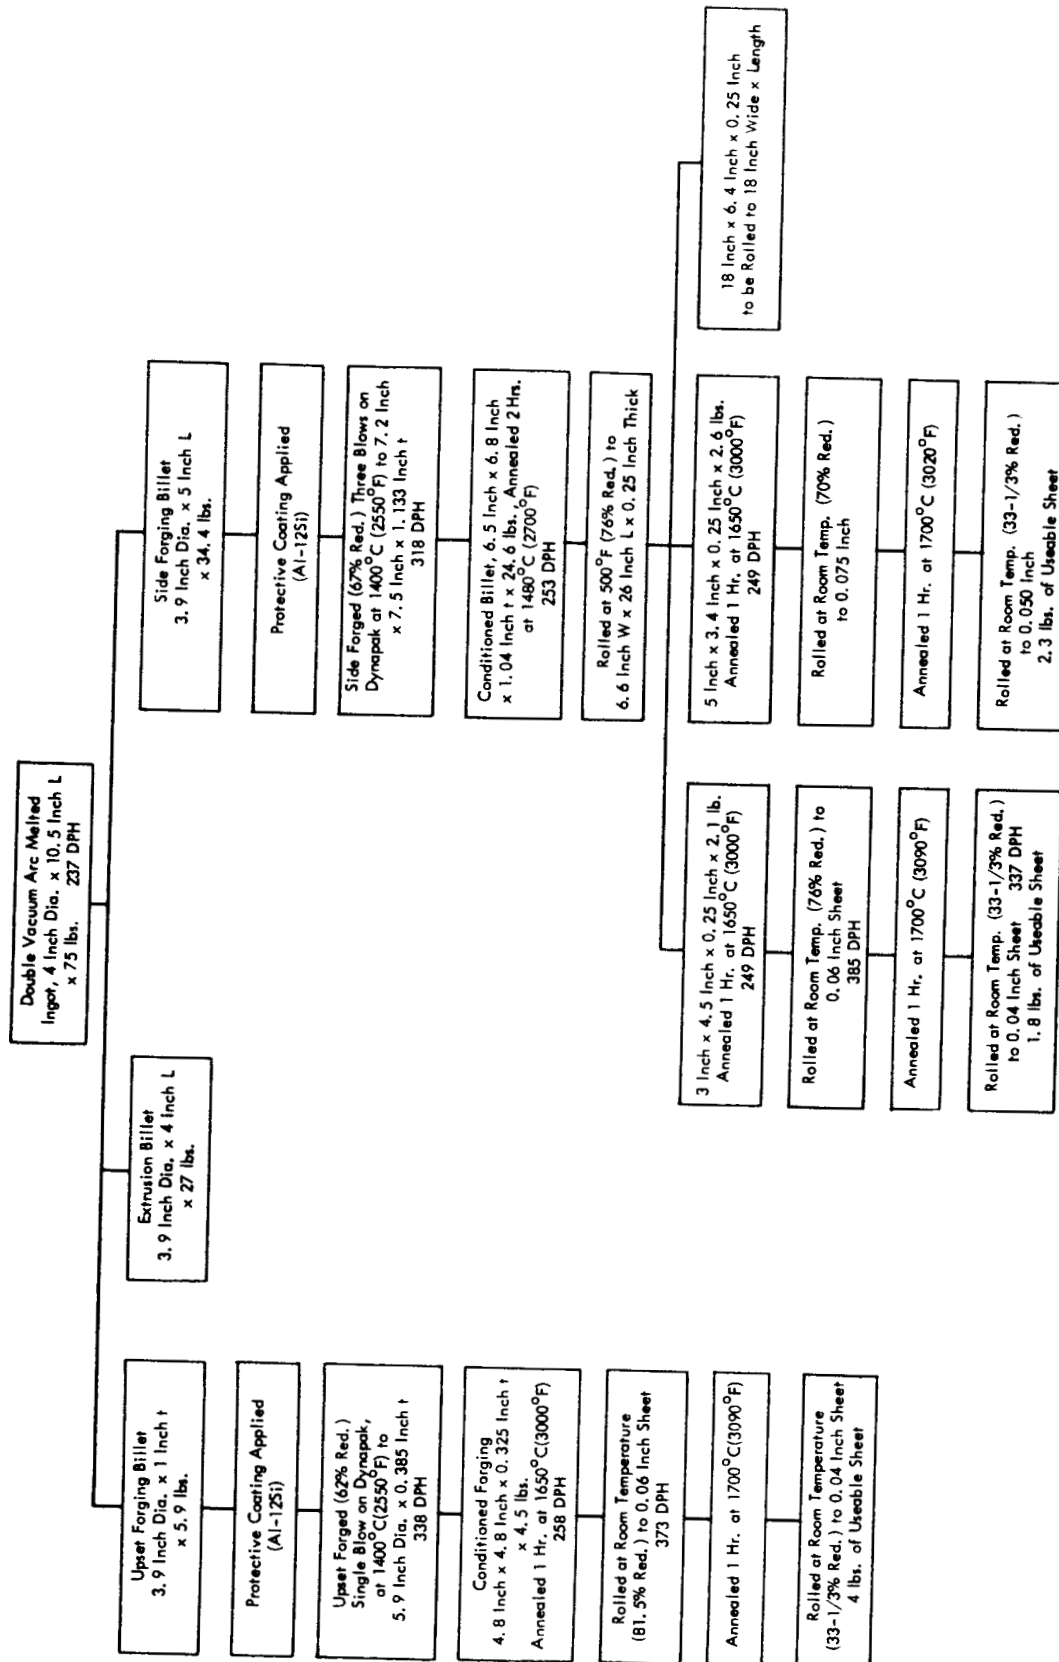 Double Vacuum Arc Melted
Ingot, 4 Inch Dia. x 10.5 Inch L
x 75 lbs. 237 DPH
Upset Forging Billet
3.9 Inch Dia. x 1 Inch t
x 5.9 lbs.
Protective Coating Applied
(Al-12Si)
Upset Forged (62% Red.)
Single Blow on Dynapak,
at 1400°C(2550°F) to
5.9 Inch Dia. x 0.385 Inch t
338 DPH
Conditioned Forging
4.8 Inch x 4.8 Inch x 0.325 Inch t
x 4.5 lbs.
Annealed 1 Hr. at 1650°C(3000°F)
258 DPH
Rolled at Room Temperature
(81.5% Red.) to 0.06 Inch Sheet
373 DPH
Annealed 1 Hr. at 1700°C(3090°F)
Rolled at Room Temperature
(33-1/3% Red.) to 0.04 Inch Sheet
4 lbs. of Useable Sheet
Extrusion Billet
3.9 Inch Dia. x 4 Inch L
x 27 lbs.
Side Forging Billet
3.9 Inch Dia. x 5 Inch L
x 34.4 lbs.
Protective Coating Applied
(Al-12Si)
Side Forged (67% Red.) Three Blows on
Dynapak at 1400°C (2550°F) to 7.2 Inch
x 7.5 Inch x 1.133 Inch t
318 DPH
Conditioned Billet, 6.5 Inch x 6.8 Inch
x 1.04 Inch t x 24.6 lbs., Annealed 2 Hrs.
at 1480°C (2700°F)
253 DPH
Rolled at 500°F (76% Red.) to
6.6 Inch W x 26 Inch L x 0.25 Inch Thick
3 Inch x 4.5 Inch x 0.25 Inch x 2.1 lb.
Annealed 1 Hr. at 1650°C (3000°F)
249 DPH
Rolled at Room Temp. (76% Red.) to
0.06 Inch Sheet
385 DPH
Annealed 1 Hr. at 1700°C (3090°F)
Rolled at Room Temp. (33-1/3% Red.)
to 0.04 Inch Sheet 337 DPH
1.8 lbs. of Useable Sheet
5 Inch x 3.4 Inch x 0.25 Inch x 2.6 lbs.
Annealed 1 Hr. at 1650°C (3000°F)
249 DPH
Rolled at Room Temp. (70% Red.)
to 0.075 Inch
Annealed 1 Hr. at 1700°C (3020°F)
Rolled at Room Temp. (33-1/3% Red.)
to 0.050 Inch
2.3 lbs. of Useable Sheet
18 Inch x 6.4 Inch x 0.25 Inch
to be Rolled to 18 Inch Wide x Length